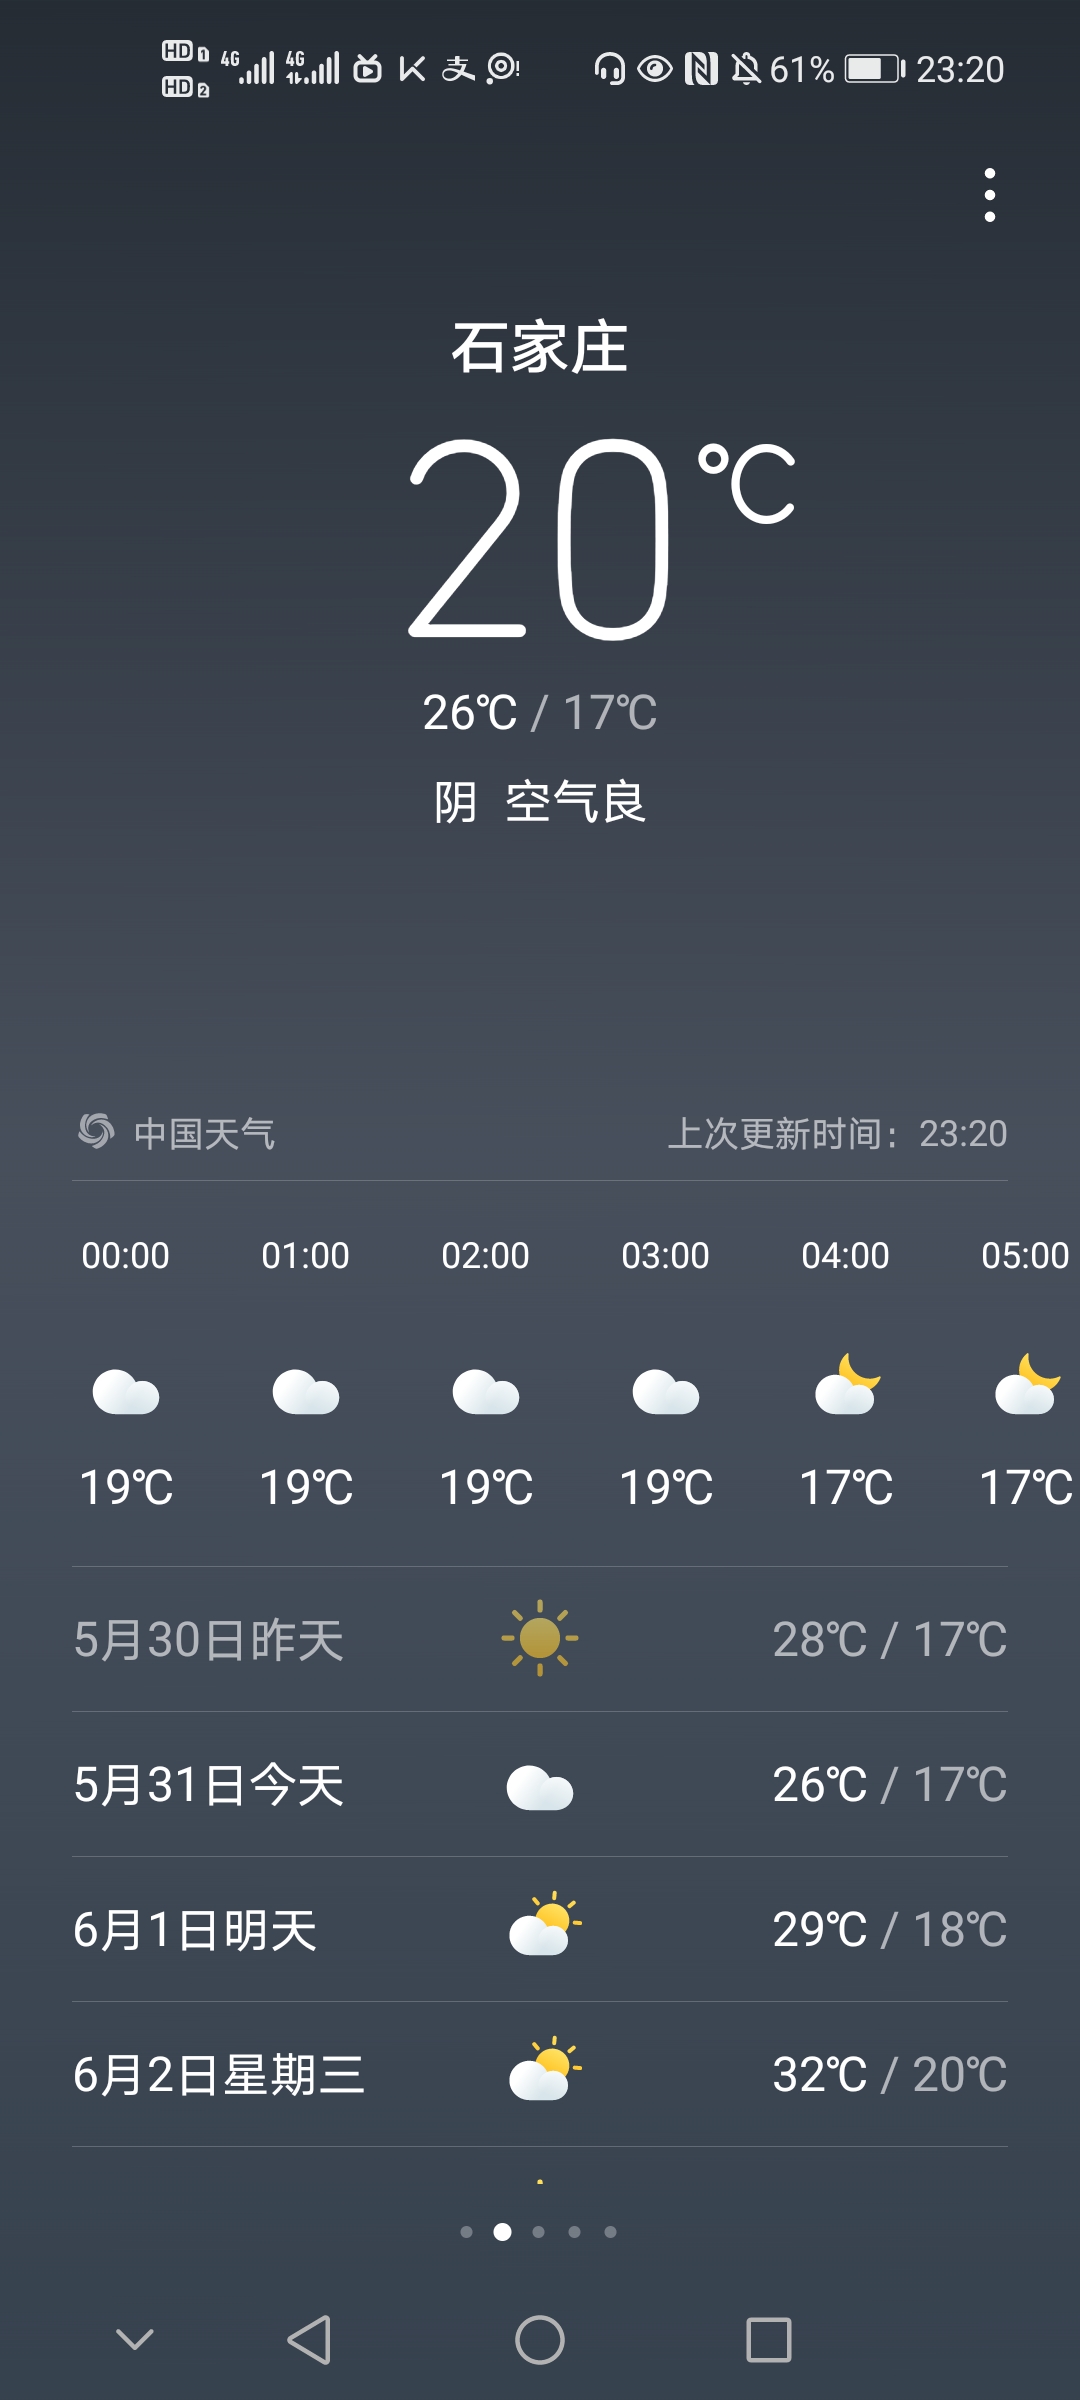 HD 1 4G 4G 支 61% 23:20
HD 2
石家庄
20℃
26℃ / 17℃
阴 空气良
中国天气 上次更新时间：23:20
00:00 01:00 02:00 03:00 04:00 05:00
19℃ 19℃ 19℃ 19℃ 17℃ 17℃
5月30日昨天 28℃ / 17℃
5月31日今天 26℃ / 17℃
6月1日明天 29℃ / 18℃
6月2日星期三 32℃ / 20℃